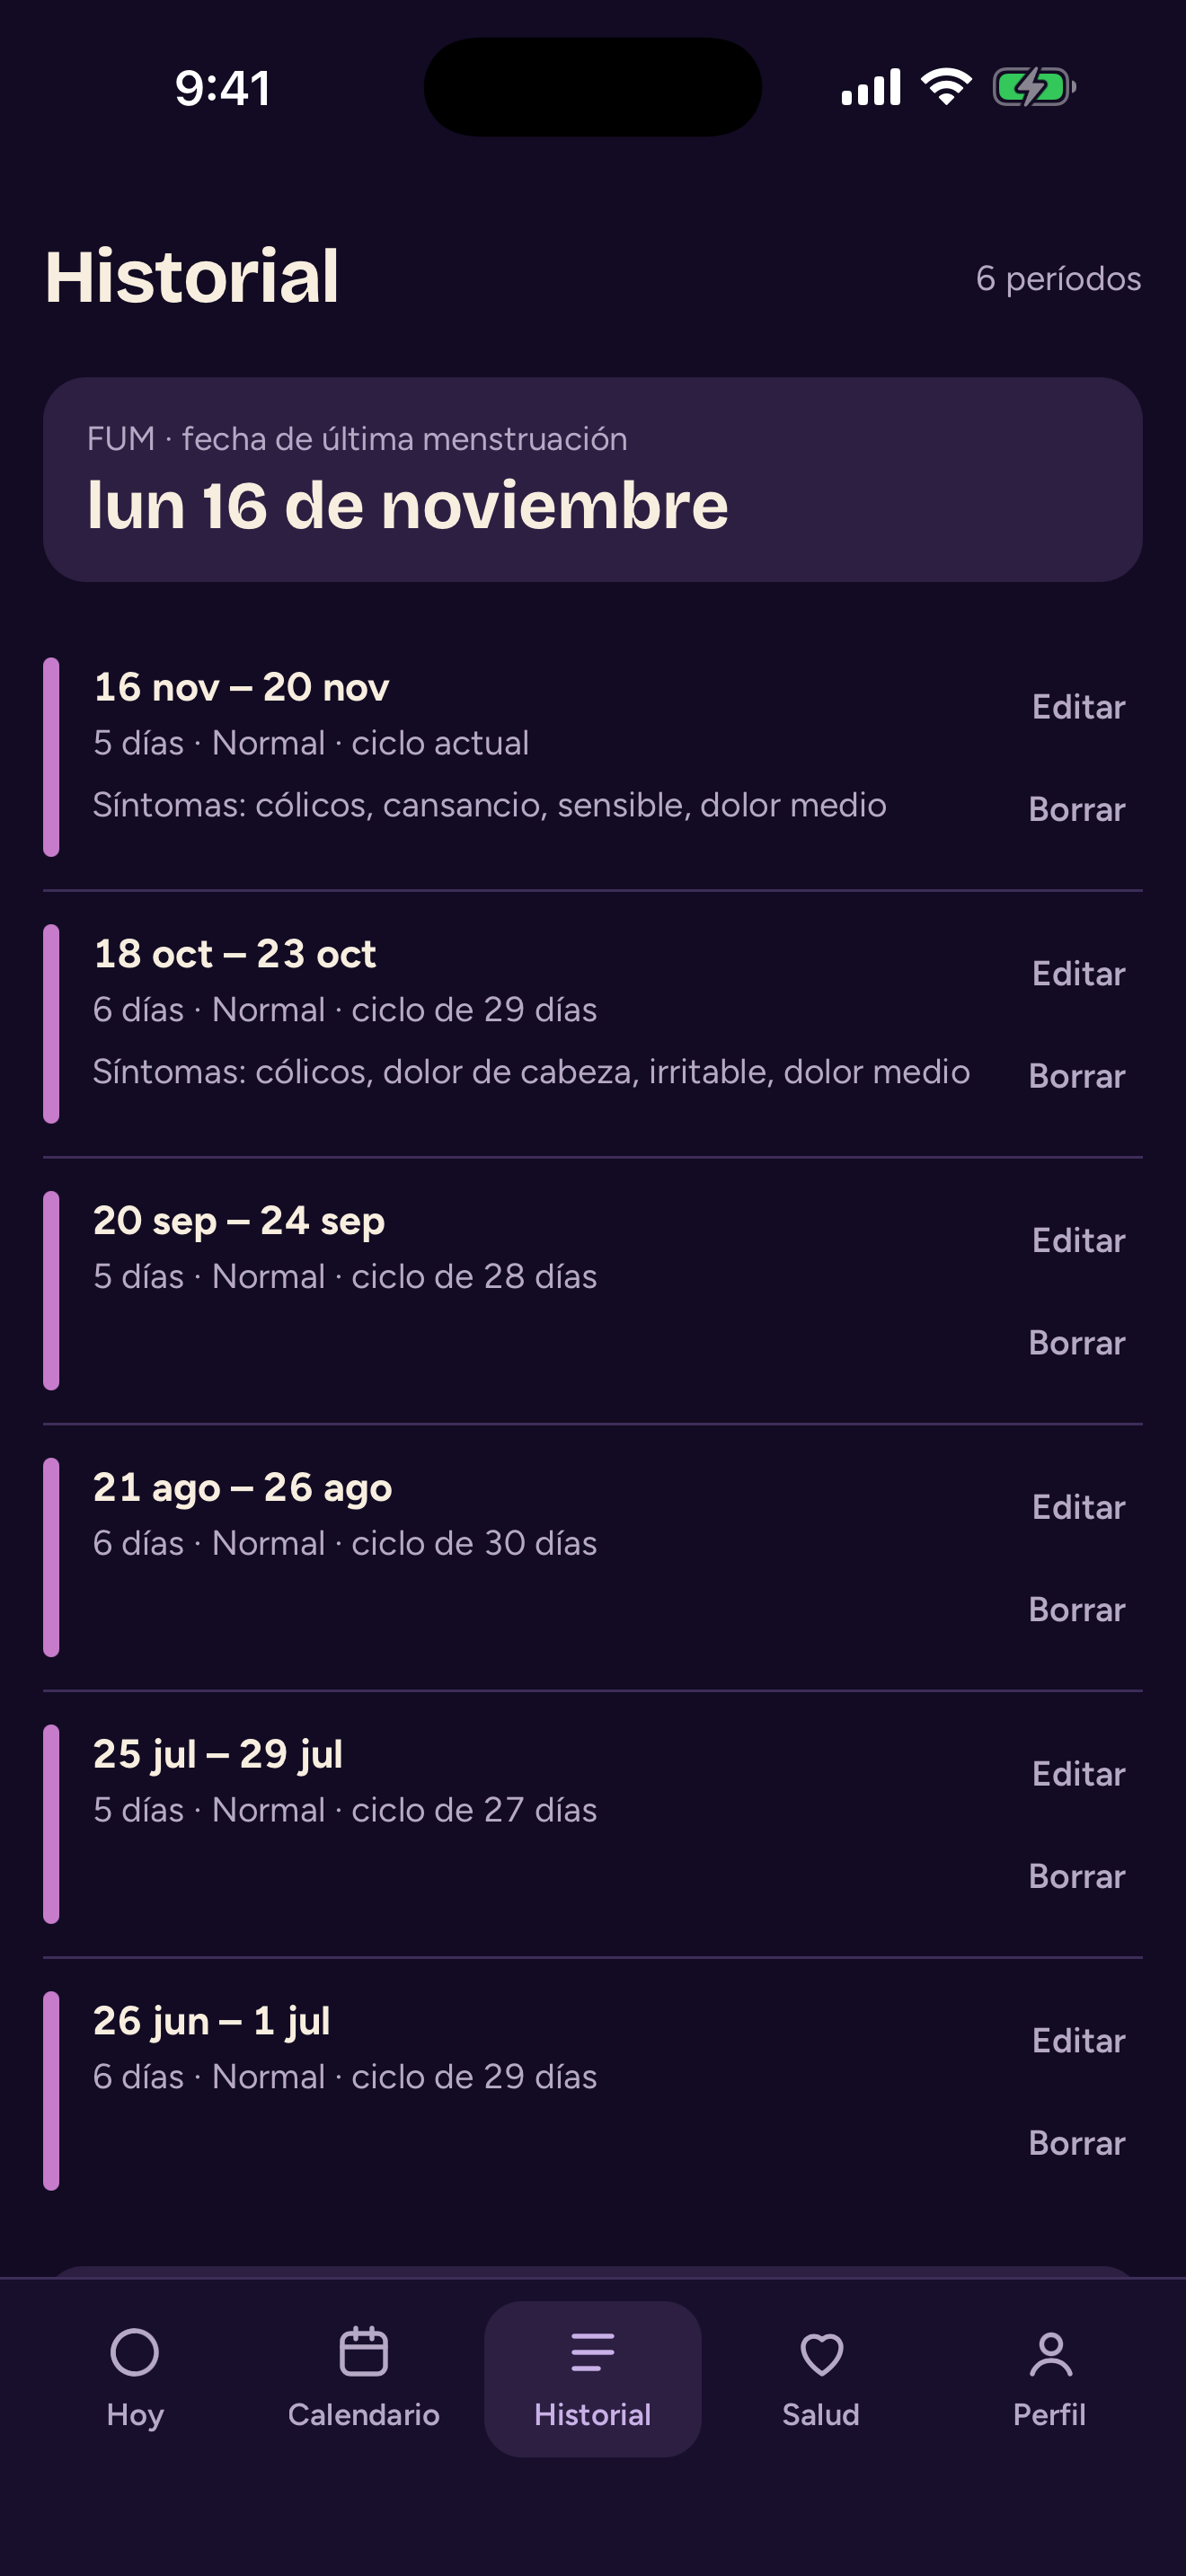 9:41
Historial
6 períodos
FUM · fecha de última menstruación
lun 16 de noviembre
16 nov – 20 nov
5 días · Normal · ciclo actual
Síntomas: cólicos, cansancio, sensible, dolor medio
Editar
Borrar
18 oct – 23 oct
6 días · Normal · ciclo de 29 días
Síntomas: cólicos, dolor de cabeza, irritable, dolor medio
Editar
Borrar
20 sep – 24 sep
5 días · Normal · ciclo de 28 días
Editar
Borrar
21 ago – 26 ago
6 días · Normal · ciclo de 30 días
Editar
Borrar
25 jul – 29 jul
5 días · Normal · ciclo de 27 días
Editar
Borrar
26 jun – 1 jul
6 días · Normal · ciclo de 29 días
Editar
Borrar
Hoy
Calendario
Historial
Salud
Perfil